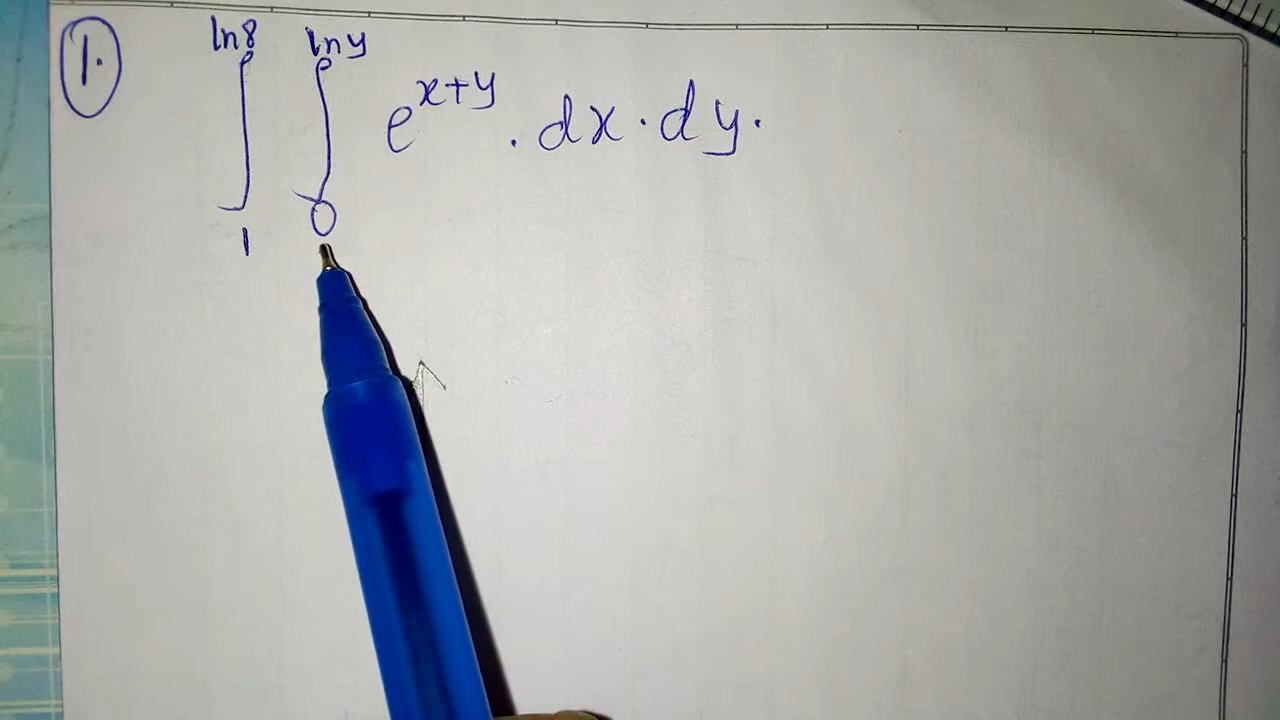 1. ∫₁^{ln8} ∫₀^{lny} e^{x+y} . dx . dy.